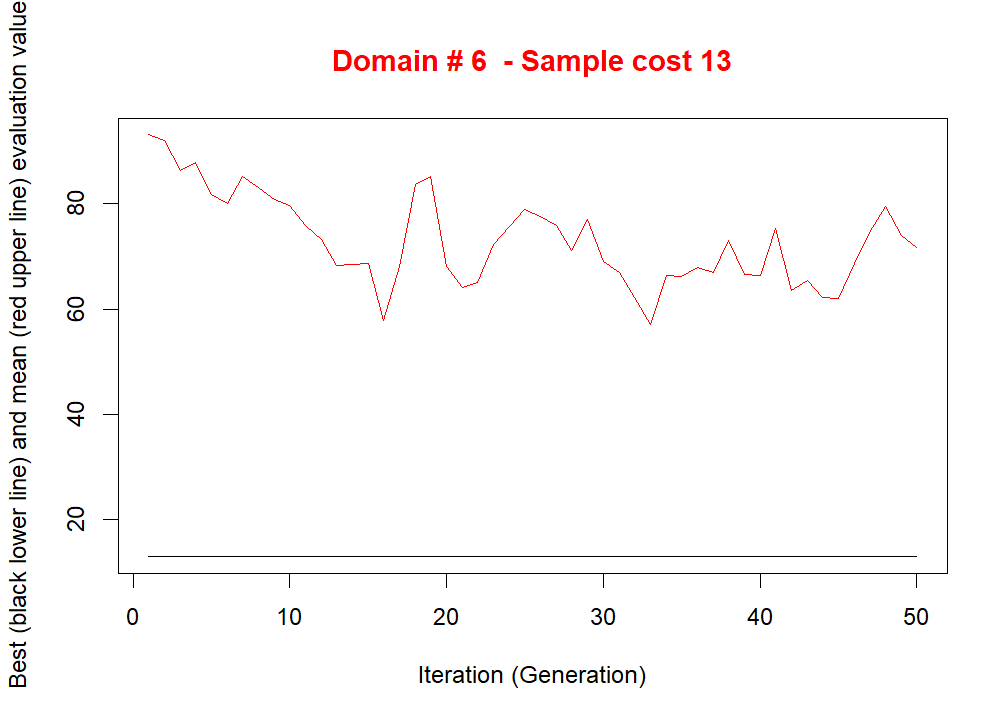 Domain # 6  - Sample cost 13
Best (black lower line) and mean (red upper line) evaluation value
80
60
40
20
0 10 20 30 40 50
Iteration (Generation)